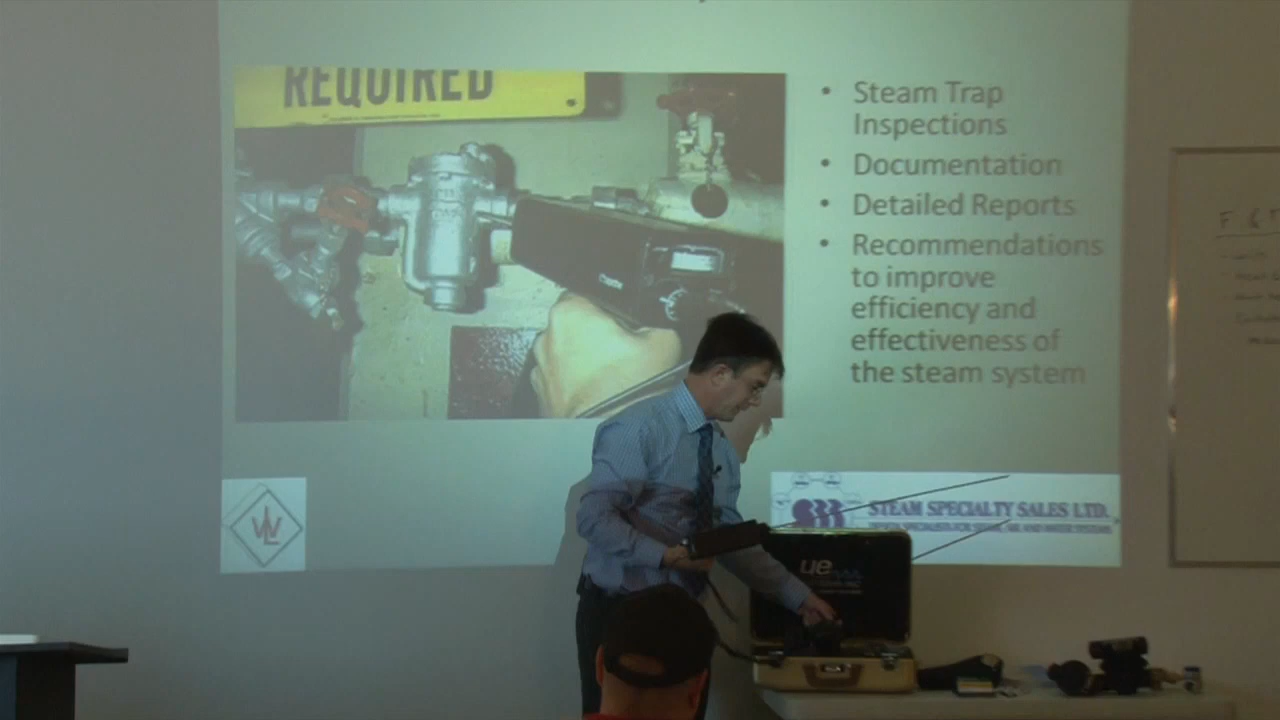 REQUIRED
• Steam Trap
Inspections
• Documentation
• Detailed Reports
• Recommendations
to improve
efficiency and
effectiveness of
the steam system
WL
STEAM SPECIALTY SALES LTD.
ue
F &